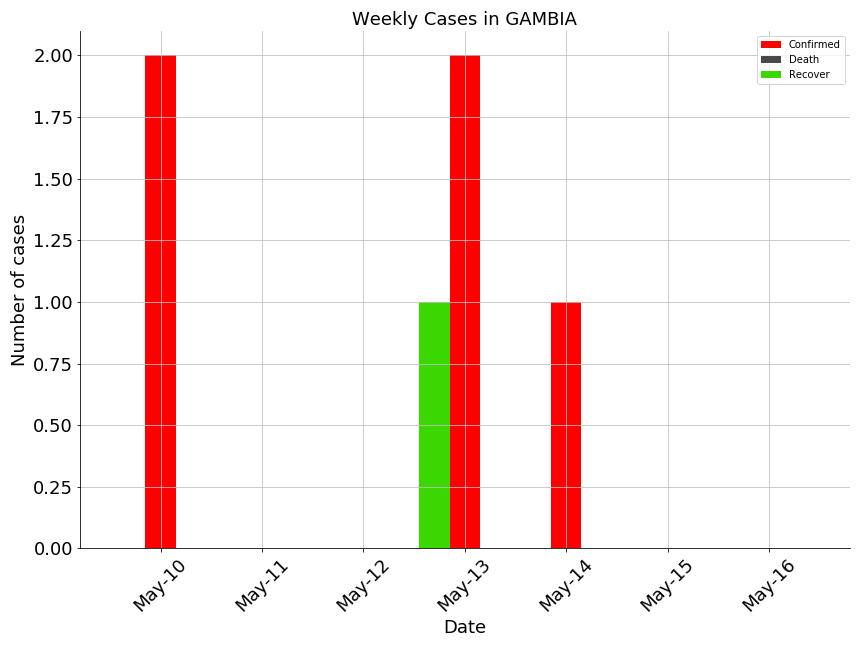 Weekly Cases in GAMBIA
Confirmed
Death
Recover
Number of cases
2.00
1.75
1.50
1.25
1.00
0.75
0.50
0.25
0.00
May-10
May-11
May-12
May-13
May-14
May-15
May-16
Date